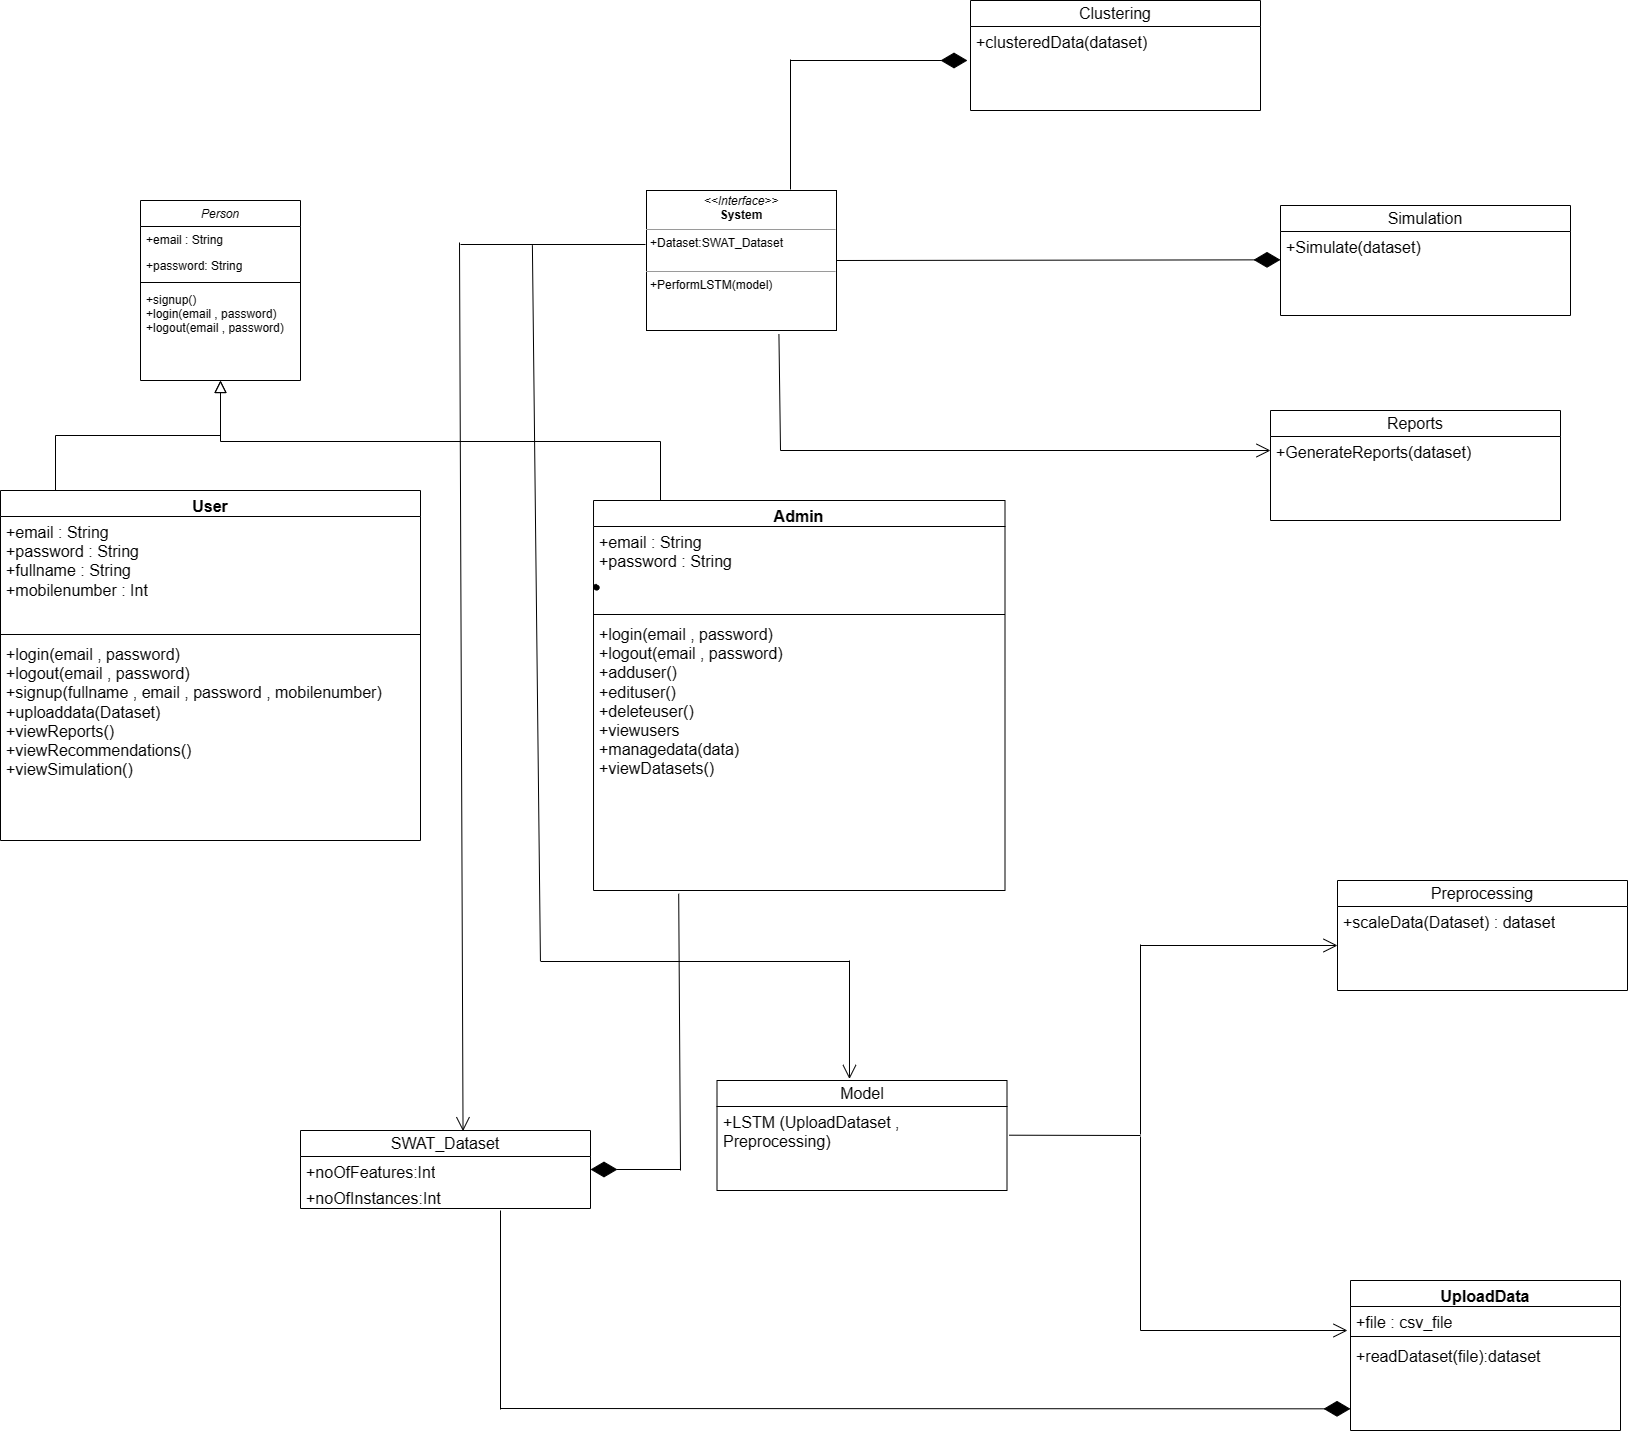 Clustering
+clusteredData(dataset)
<<Interface>>
System
+Dataset:SWAT_Dataset
+PerformLSTM(model)
Person
+email : String
+password: String
+signup()
+login(email , password)
+logout(email , password)
Simulation
+Simulate(dataset)
Reports
+GenerateReports(dataset)
User
+email : String
+password : String
+fullname : String
+mobilenumber : Int
+login(email , password)
+logout(email , password)
+signup(fullname , email , password , mobilenumber)
+uploaddata(Dataset)
+viewReports()
+viewRecommendations()
+viewSimulation()
Admin
+email : String
+password : String
+login(email , password)
+logout(email , password)
+adduser()
+edituser()
+deleteuser()
+viewusers
+managedata(data)
+viewDatasets()
Preprocessing
+scaleData(Dataset) : dataset
Model
+LSTM (UploadDataset ,
Preprocessing)
SWAT_Dataset
+noOfFeatures:Int
+noOfInstances:Int
UploadData
+file : csv_file
+readDataset(file):dataset